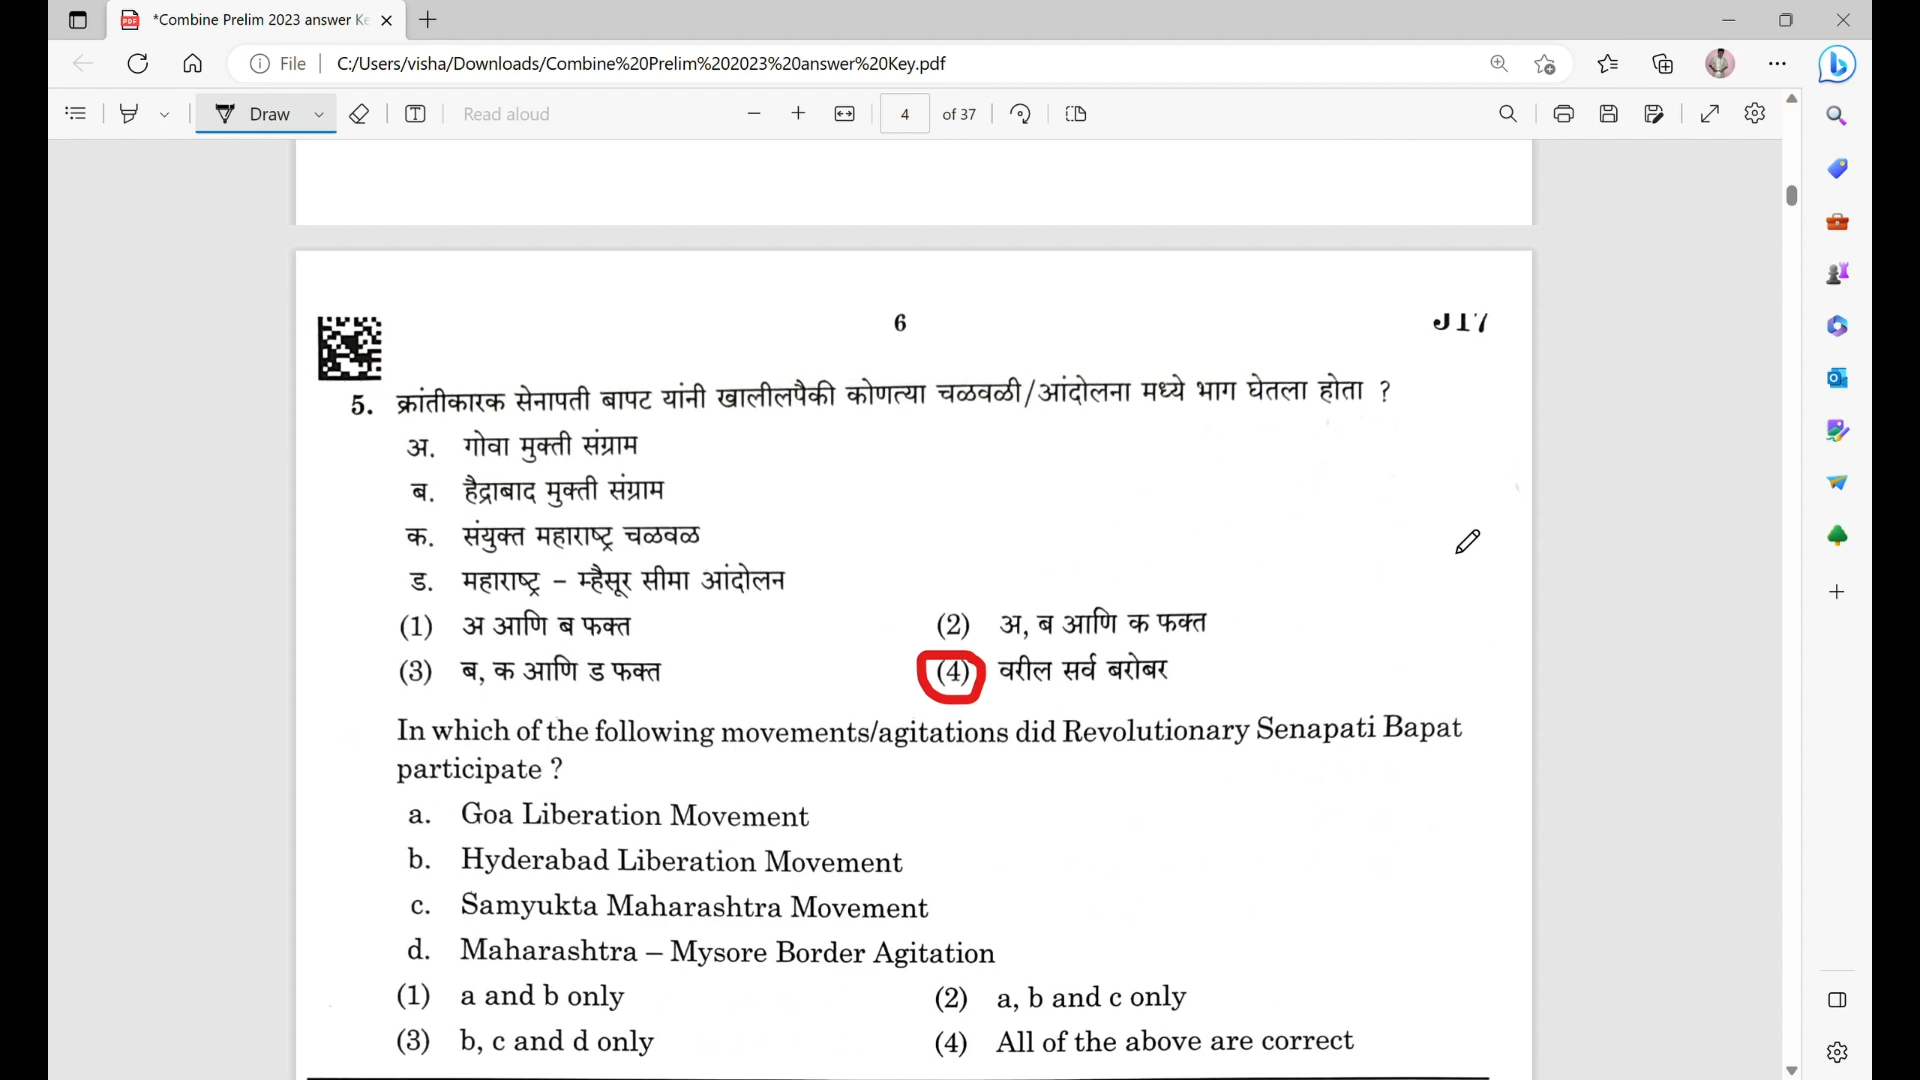 *Combine Prelim 2023 answer Ke
File
C:/Users/visha/Downloads/Combine%20Prelim%202023%20answer%20Key.pdf
Draw
Read aloud
4 of 37
6
J17
5. क्रांतीकारक सेनापती बापट यांनी खालीलपैकी कोणत्या चळवळी/आंदोलना मध्ये भाग घेतला होता ?
अ. गोवा मुक्ती संग्राम
ब. हैद्राबाद मुक्ती संग्राम
क. संयुक्त महाराष्ट्र चळवळ
ड. महाराष्ट्र – म्हैसूर सीमा आंदोलन
(1) अ आणि ब फक्त (2) अ, ब आणि क फक्त
(3) ब, क आणि ड फक्त (4) वरील सर्व बरोबर
In which of the following movements/agitations did Revolutionary Senapati Bapat
participate ?
a. Goa Liberation Movement
b. Hyderabad Liberation Movement
c. Samyukta Maharashtra Movement
d. Maharashtra – Mysore Border Agitation
(1) a and b only (2) a, b and c only
(3) b, c and d only (4) All of the above are correct